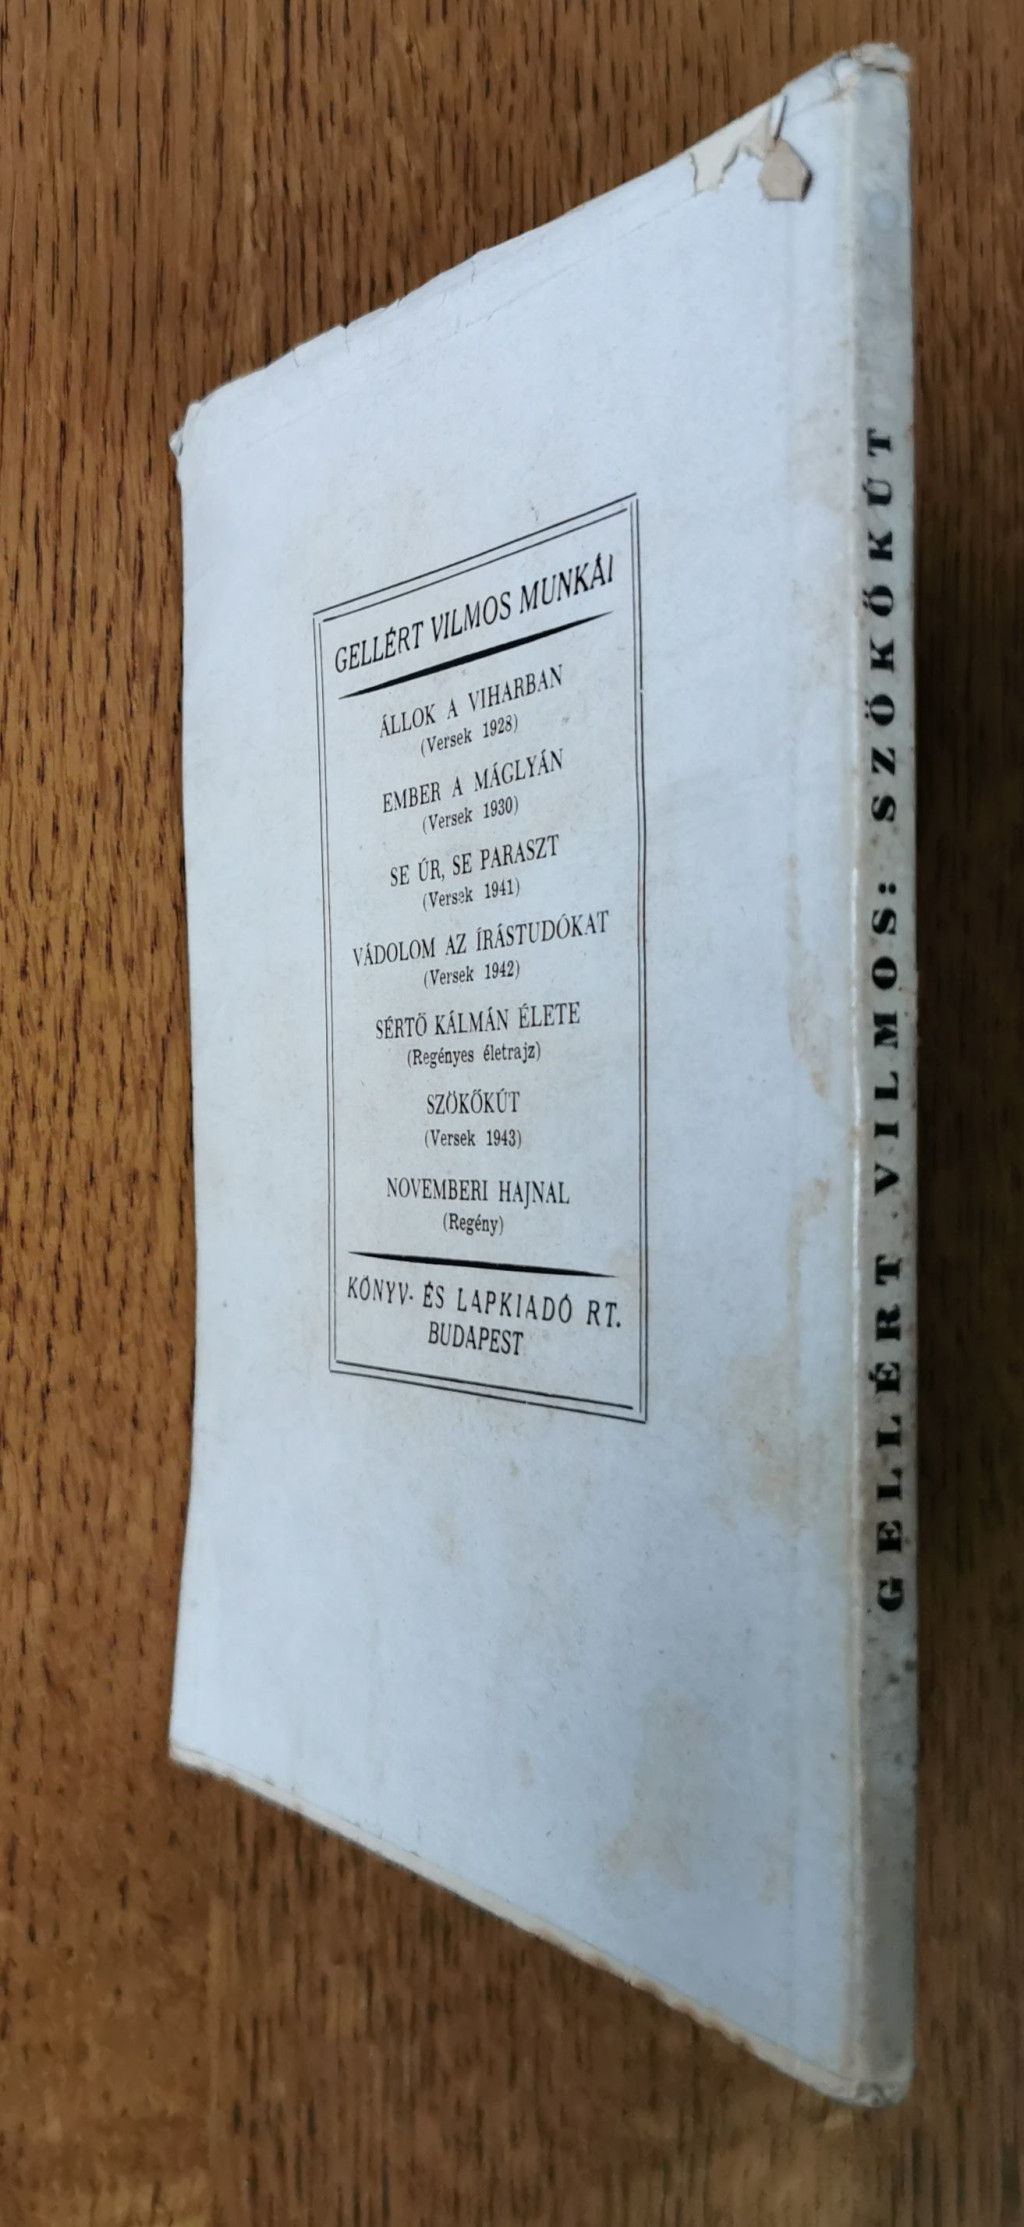 GELLÉRT VILMOS MUNKÁI
ÁLLOK A VIHARBAN
(Versek 1928)
EMBER A MÁGLYÁN
(Versek 1930)
SE ÚR, SE PARASZT
(Versek 1941)
VÁDOLOM AZ ÍRÁSTUDÓKAT
(Versek 1942)
SÉRTŐ KÁLMÁN ÉLETE
(Regényes életrajz)
SZÖKŐKÚT
(Versek 1943)
NOVEMBERI HAJNAL
(Regény)
KÖNYV- ÉS LAPKIADÓ RT.
BUDAPEST
GELLÉRT VILMOS: SZÖKŐKÚT